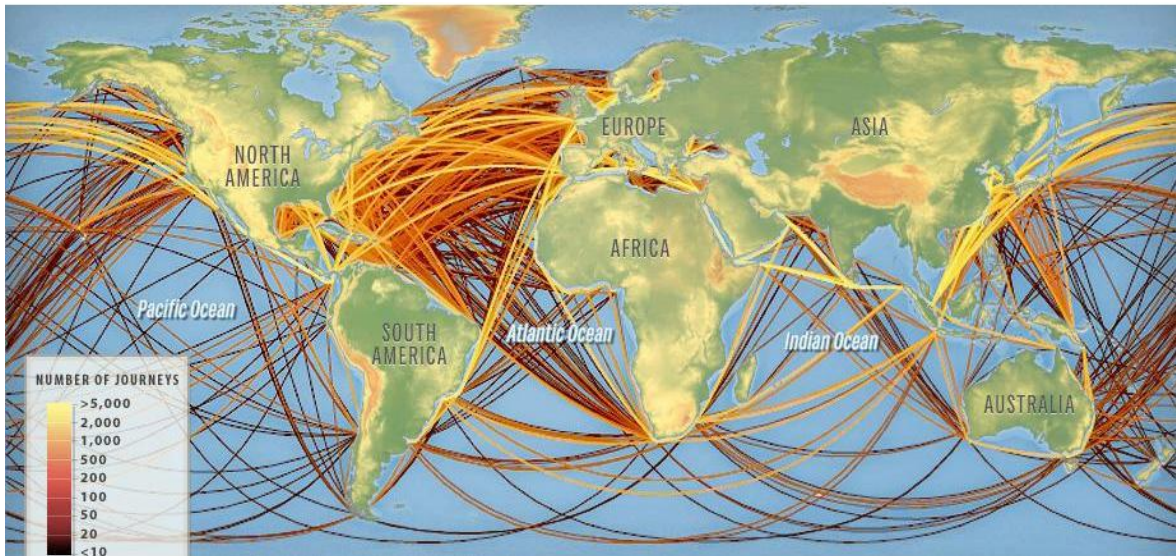 NORTH
AMERICA
EUROPE
ASIA
AFRICA
Pacific Ocean
SOUTH
AMERICA
Atlantic Ocean
Indian Ocean
AUSTRALIA
NUMBER OF JOURNEYS
>5,000
2,000
1,000
500
200
100
50
20
<10